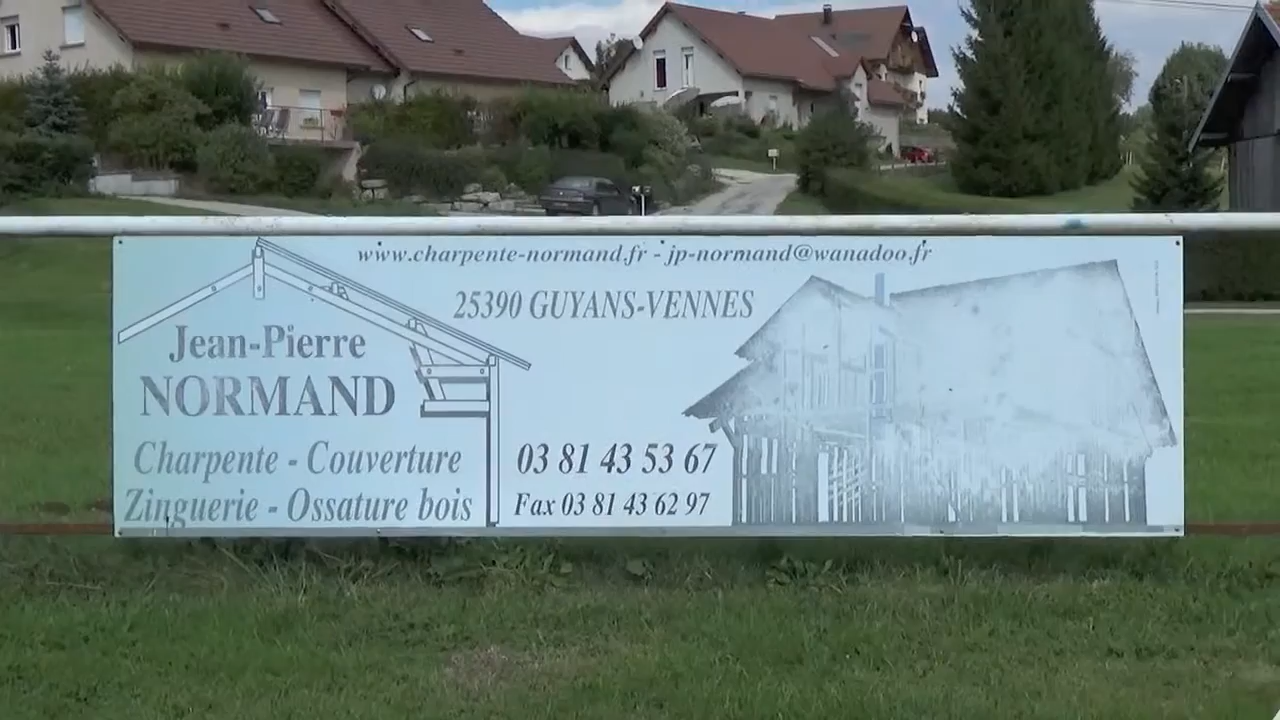 www.charpente-normand.fr - jp-normand@wanadoo.fr
25390 GUYANS-VENNES
Jean-Pierre
NORMAND
Charpente - Couverture
Zinguerie - Ossature bois
03 81 43 53 67
Fax 03 81 43 62 97